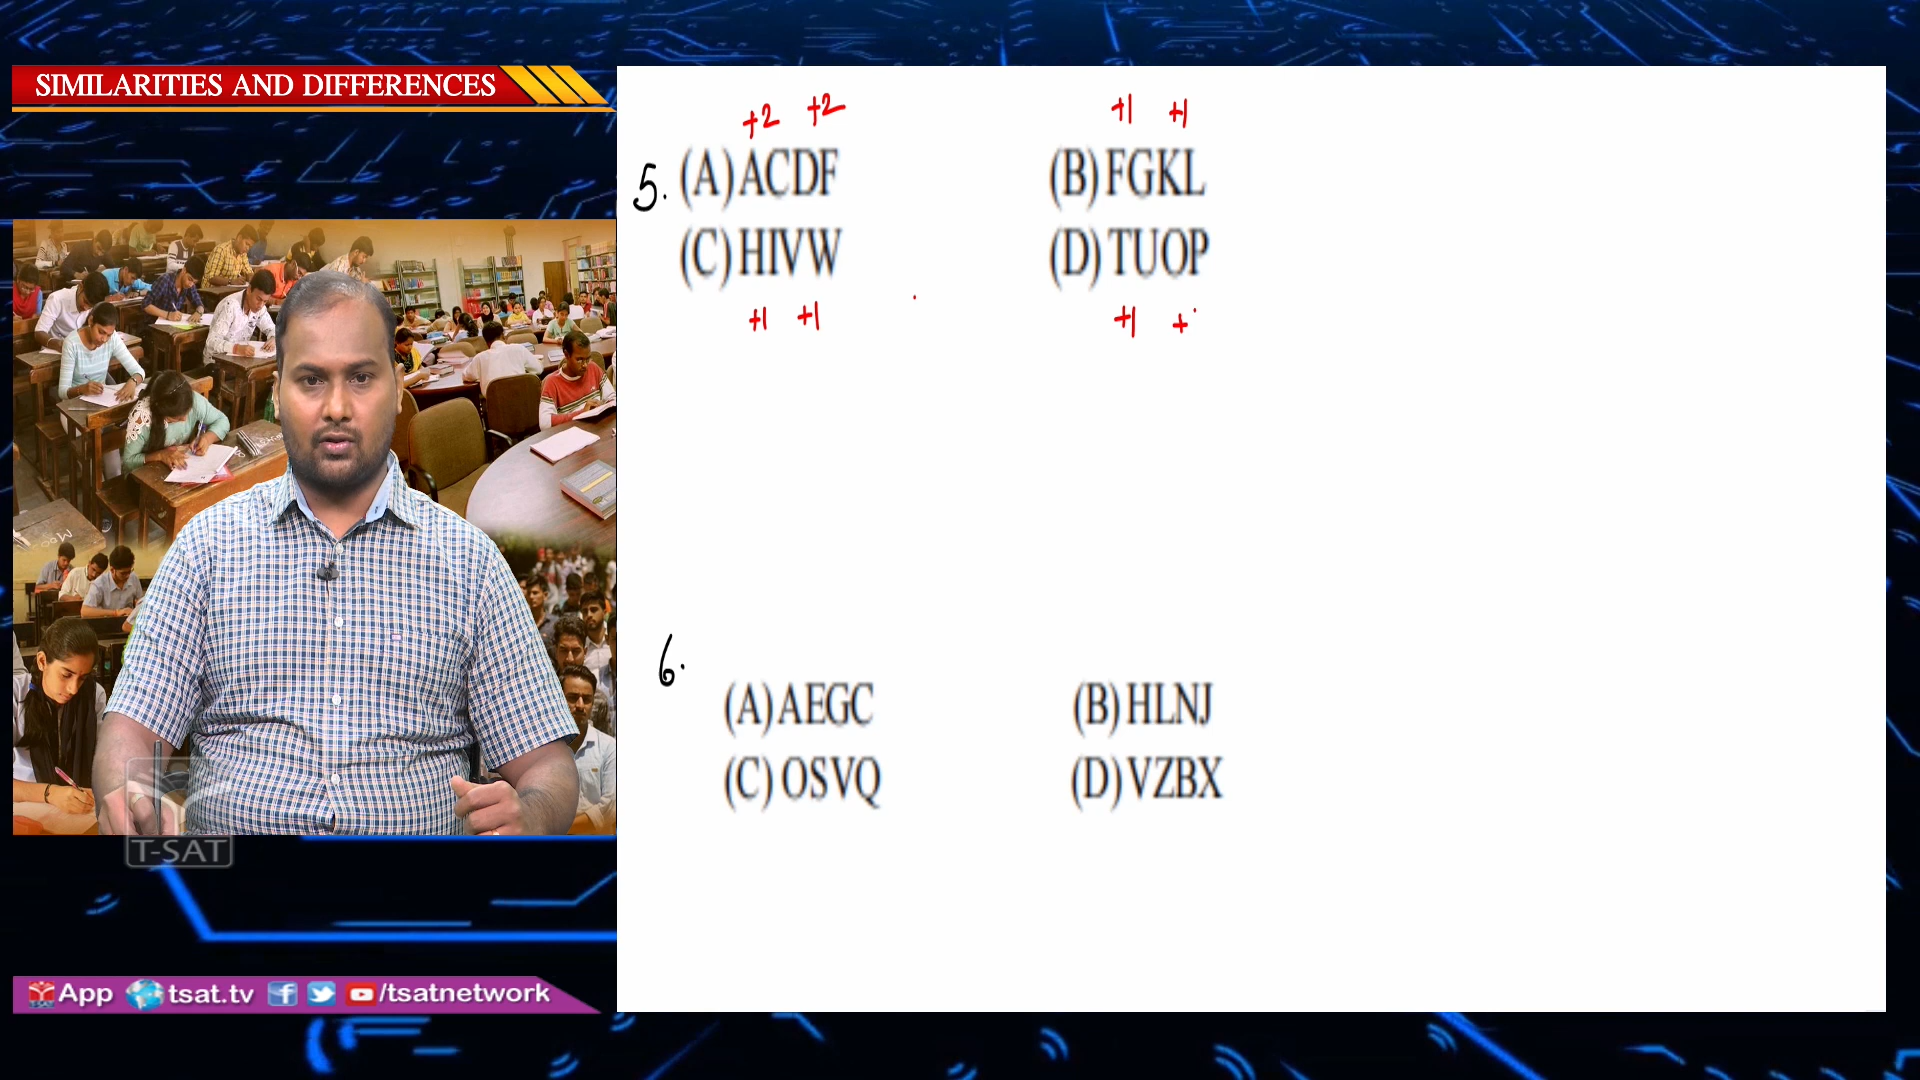 SIMILARITIES AND DIFFERENCES
+2 +2 +1 +1
5. (A) ACDF (B) FGKL
(C) HIVW (D) TUOP
+1 +1 +1 +
6.
(A) AEGC (B) HLNJ
(C) OSVQ (D) VZBX
T-SAT
App tsat.tv /tsatnetwork